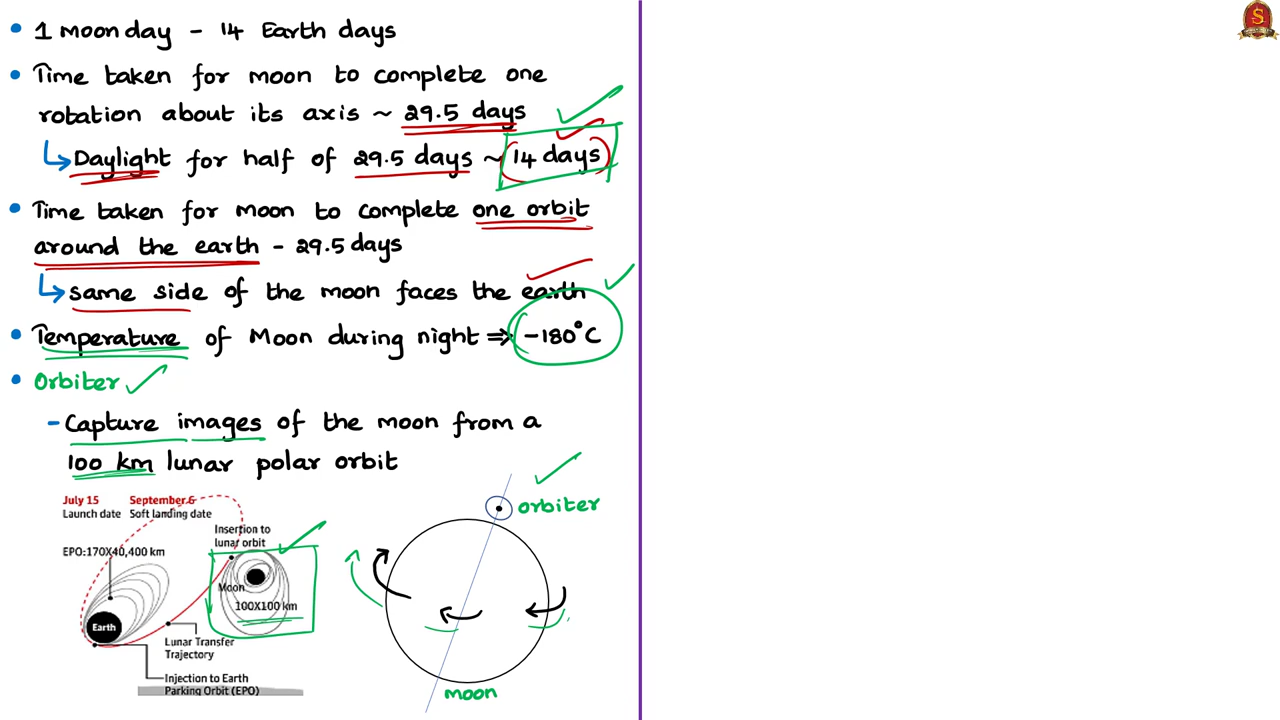 1 Moon day - 14 Earth days
Time taken for moon to complete one
rotation about its axis ~ 29.5 days
Daylight for half of 29.5 days ~ (14 days)
Time taken for moon to complete one orbit
around the earth - 29.5 days
same side of the moon faces the earth
Temperature of Moon during night ⇒ -180°C
Orbiter
- Capture images of the moon from a
100 km lunar polar orbit
July 15 September 6
Launch date Soft landing date
Insertion to
lunar orbit
EPO:170X40,400 km
Moon
100X100 km
Earth
Lunar Transfer
Trajectory
Injection to Earth
Parking Orbit (EPO)
orbiter
moon
S